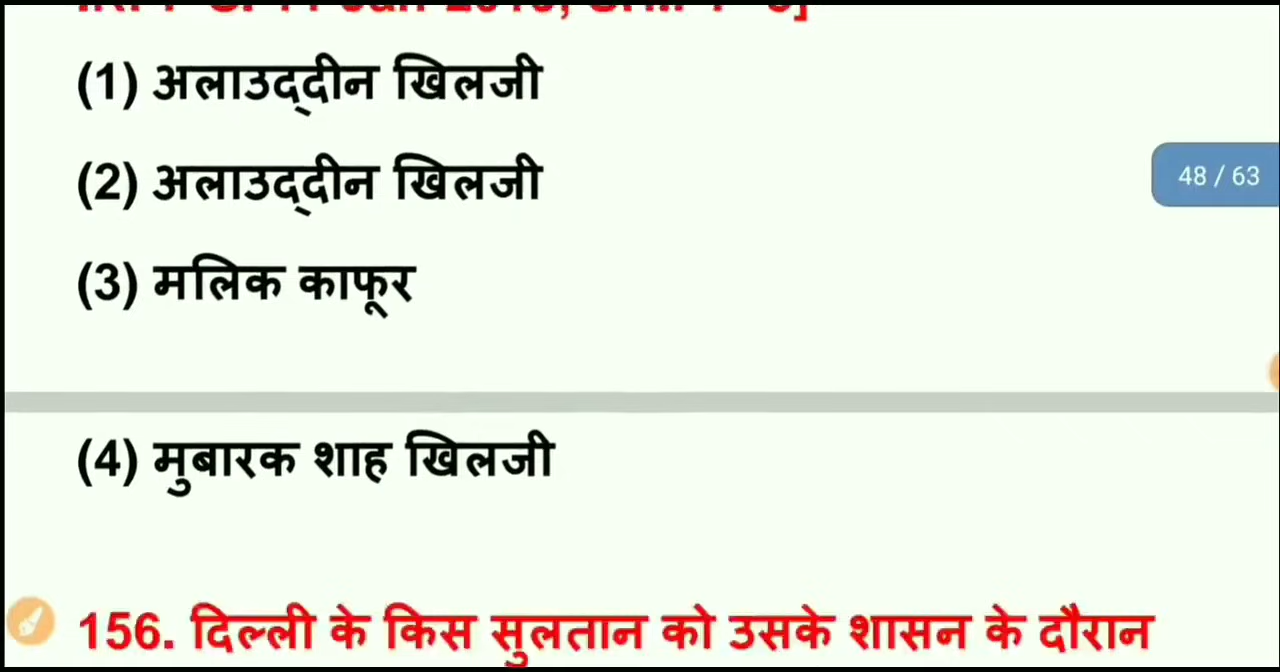 (1) अलाउद्दीन खिलजी
(2) अलाउद्दीन खिलजी
48 / 63
(3) मलिक काफूर
(4) मुबारक शाह खिलजी
156. दिल्ली के किस सुलतान को उसके शासन के दौरान